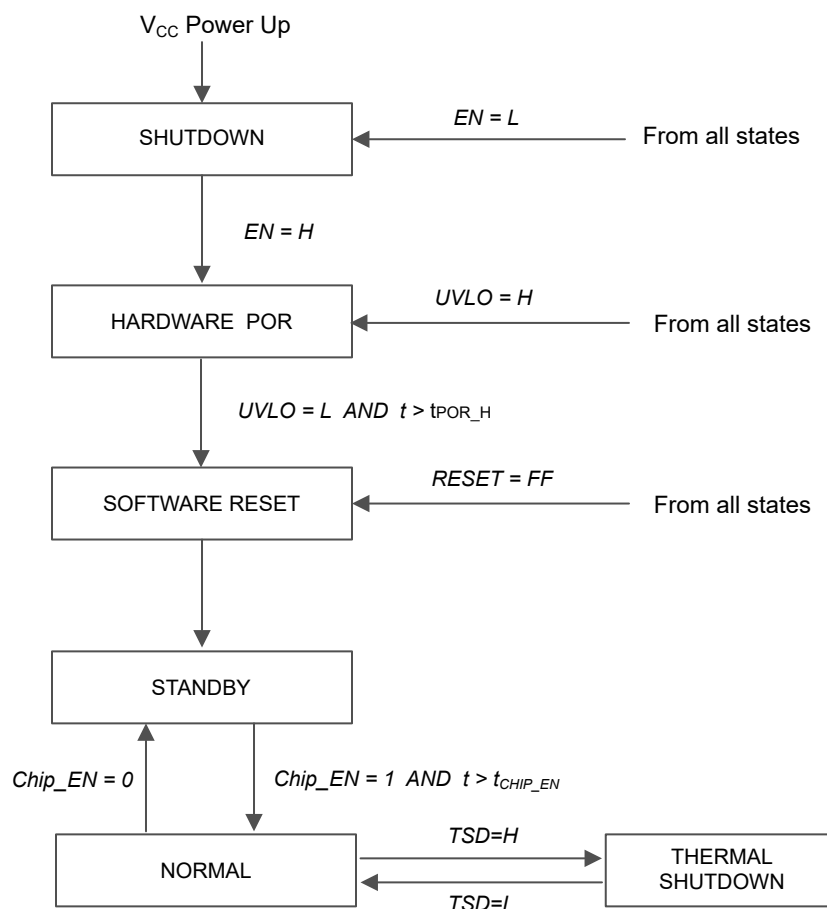 VCC Power Up
SHUTDOWN
EN = L
From all states
EN = H
HARDWARE POR
UVLO = H
From all states
UVLO = L AND t > tPOR_H
SOFTWARE RESET
RESET = FF
From all states
STANDBY
Chip_EN = 0
Chip_EN = 1 AND t > tCHIP_EN
NORMAL
TSD=H
THERMAL
SHUTDOWN
TSD=L